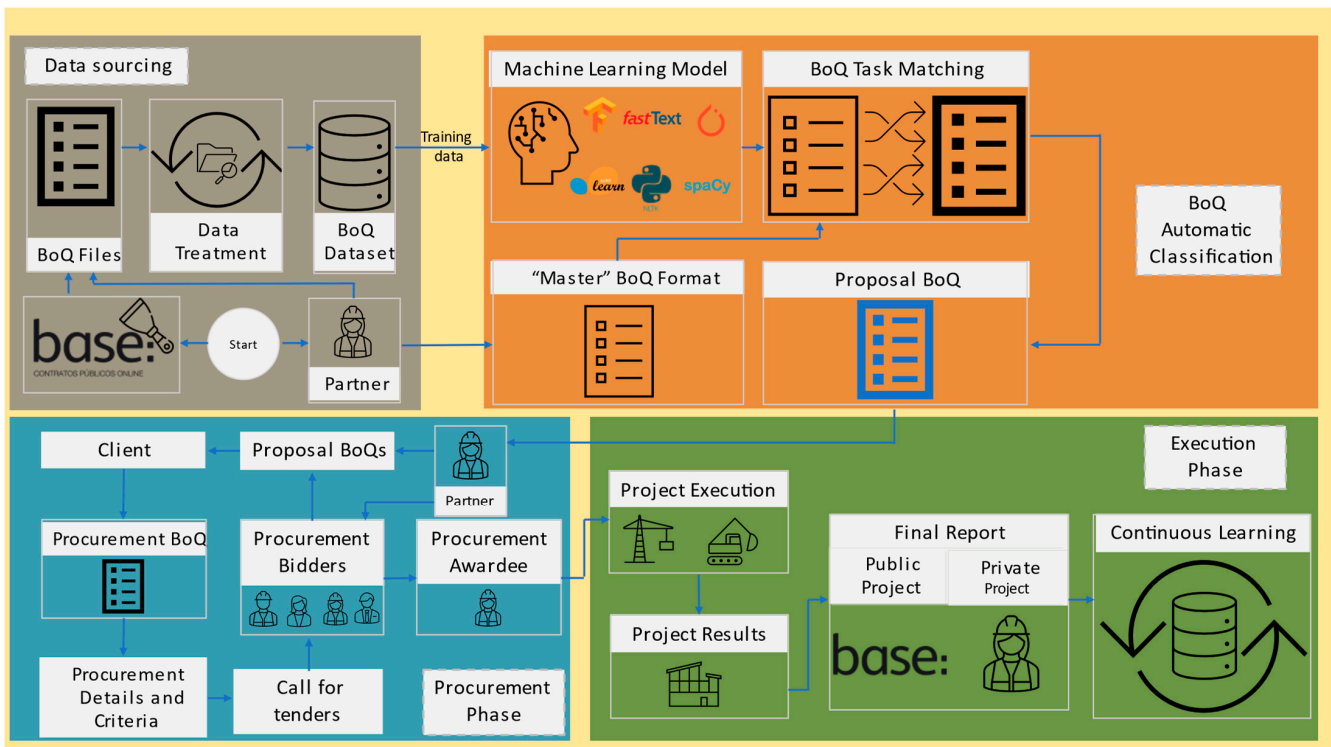 Data sourcing
BoQ Files
Data
Treatment
BoQ
Dataset
Training
data
base:
CONTRATOS PÚBLICOS ONLINE
Start
Partner
Machine Learning Model
fastText
learn
NLTK
spaCy
BoQ Task Matching
"Master" BoQ Format
Proposal BoQ
BoQ
Automatic
Classification
Client
Proposal BoQs
Partner
Procurement BoQ
Procurement
Bidders
Procurement
Awardee
Procurement
Details and
Criteria
Call for
tenders
Procurement
Phase
Execution
Phase
Project Execution
Project Results
Final Report
Public
Project
Private
Project
base:
Continuous Learning